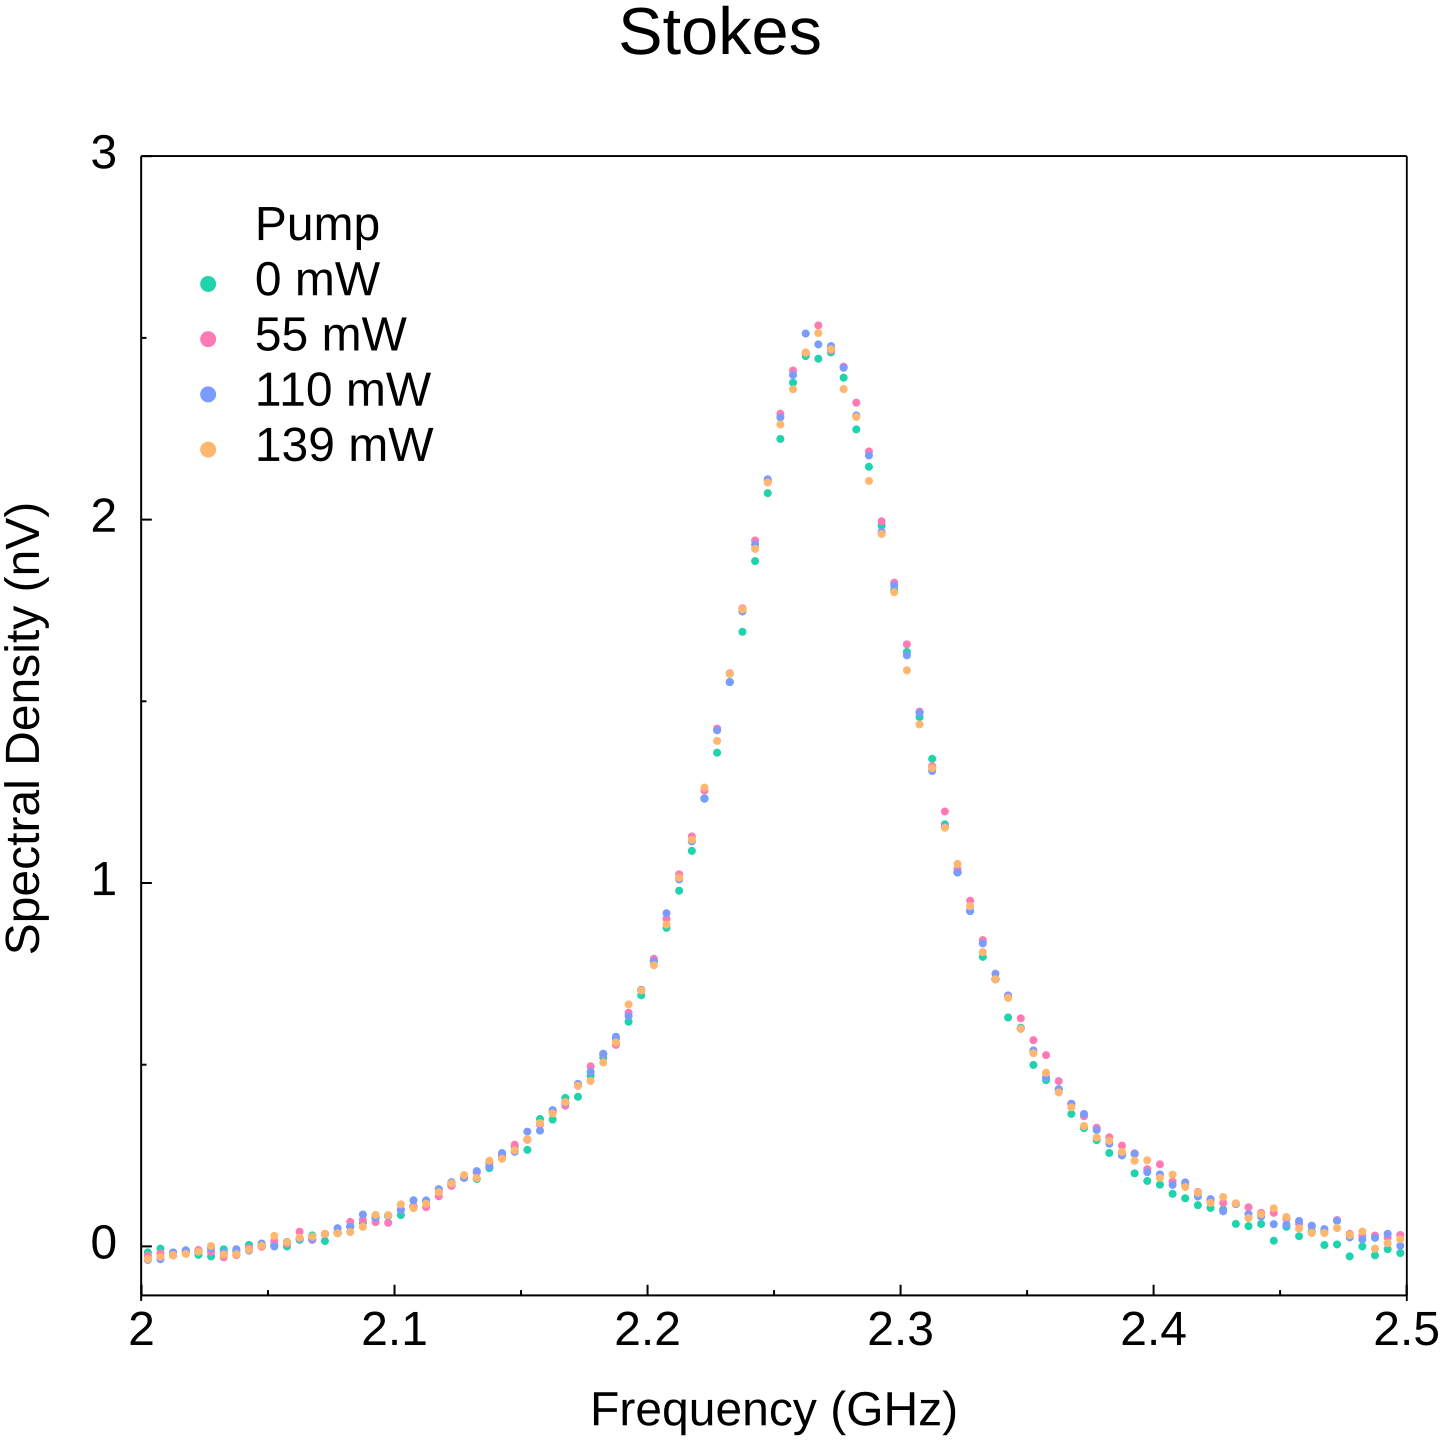 Stokes
3
Pump
0 mW
55 mW
110 mW
139 mW
2
1
0
Spectral Density (nV)
2 2.1 2.2 2.3 2.4 2.5
Frequency (GHz)